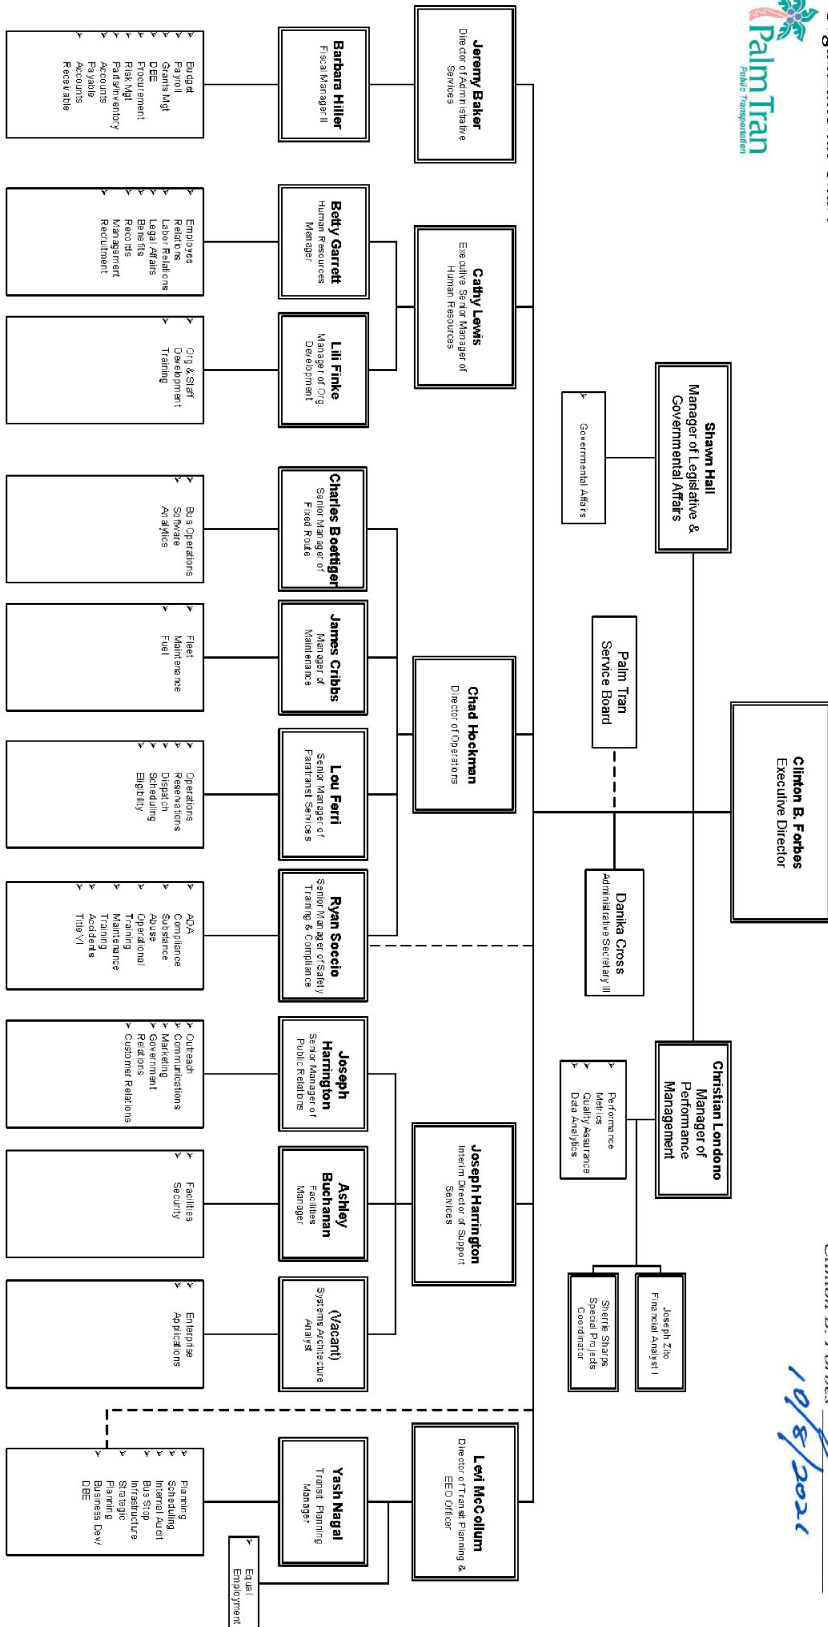 Palm Tran
Public Transportation
Clinton B. Forbes
10/8/2021
Clinton B. Forbes
Executive Director
Shawn Hall
Manager of Legislative &
Governmental Affairs
Governmental Affairs
Palm Tran
Service Board
Danika Cross
Administrative Secretary III
Christian Londono
Manager of
Performance
Management
Performance
Metrics
Quality Assurance
Data Analytics
Joseph Zito
Financial Analyst I
Sherrie Sharps
Special Projects
Coordinator
Jeremy Baker
Director of Administrative
Services
Cathy Lewis
Executive Senior Manager of
Human Resources
Chad Hockman
Director of Operations
Joseph Harrington
Interim Director of Support
Services
Levi McCollum
Director of Transit Planning &
EEO Officer
Barbara Hiller
Fiscal Manager II
Betty Garrett
Human Resources
Manager
Lili Finke
Manager of Org.
Development
Charles Boettiger
Senior Manager of
Fixed Route
James Cribbs
Manager of
Maintenance
Lou Ferri
Senior Manager of
Paratransit Services
Ryan Soccio
Senior Manager of Safety
Training & Compliance
Joseph
Harrington
Senior Manager of
Public Relations
Ashley
Buchanan
Facilities
Manager
(Vacant)
Systems Architecture
Analyst
Yash Nagal
Transit Planning
Manager
Equal
Employment
Budget
Payroll
Grants Mgt
DBE
Procurement
Risk Mgt
Parts/Inventory
Accounts
Payable
Accounts
Receivable
Employee
Relations
Labor Relations
Legal Affairs
Benefits
Records
Management
Recruitment
Org & Staff
Development
Training
Bus Operations
Software
Analytics
Fleet
Maintenance
Fuel
Operations
Reservations
Dispatch
Scheduling
Eligibility
ADA
Compliance
Substance
Abuse
Operational
Training
Maintenance
Training
Accidents
Title VI
Outreach
Communications
Marketing
Government
Relations
Customer Relations
Facilities
Security
Enterprise
Applications
Planning
Scheduling
Internal Audit
Bus Stop
Infrastructure
Strategic
Planning
Business Dev/
DBE